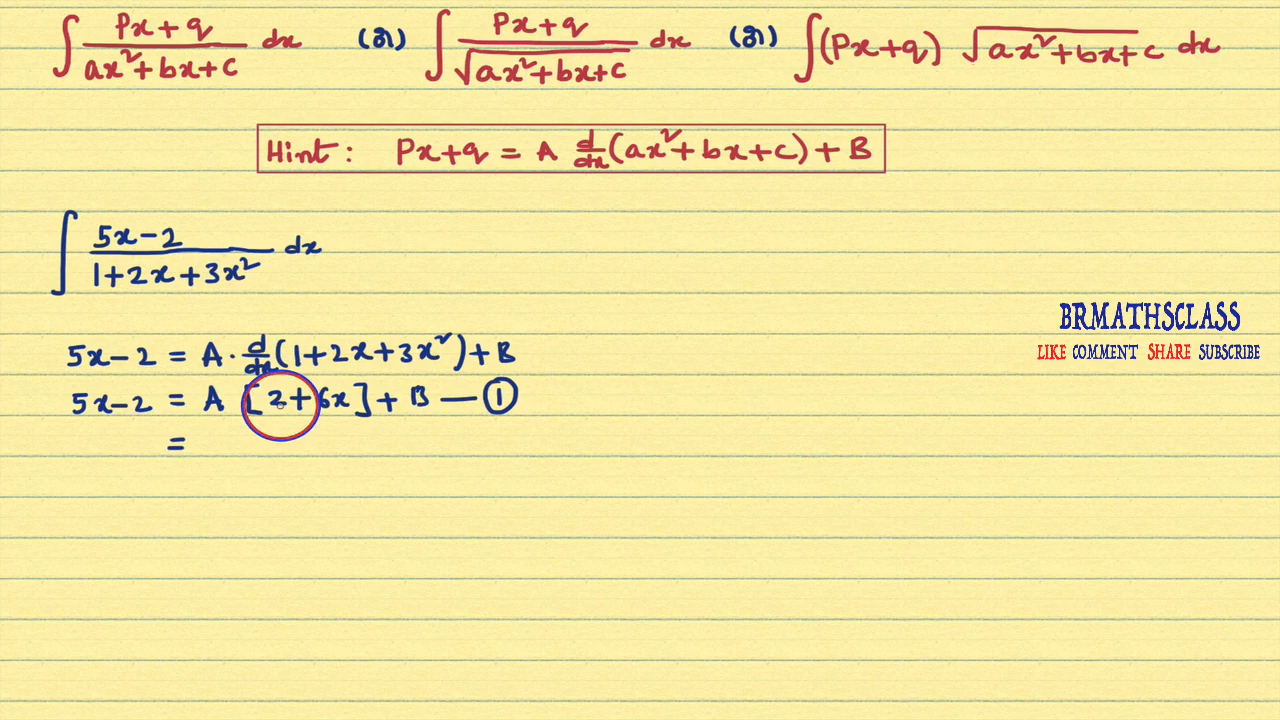 ∫ Px+q / ax²+bx+c dx (లేదా) ∫ Px+q / √ax²+bx+c dx (లేదా) ∫(Px+q) √ax²+bx+c dx
Hint: Px+q = A d/dx(ax²+bx+c)+B
∫ 5x-2 / 1+2x+3x² dx
BRMATHSCLASS
LIKE COMMENT SHARE SUBSCRIBE
5x-2 = A · d/dx(1+2x+3x²)+B
5x-2 = A [2+6x]+B — ①
=